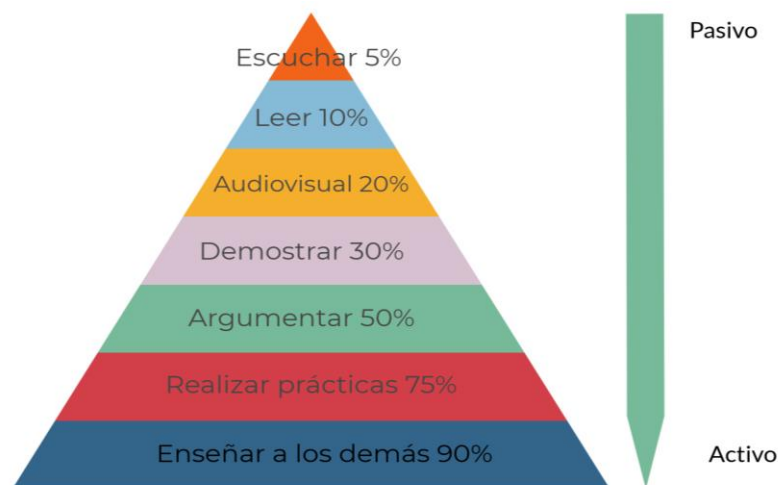 Pasivo
Escuchar 5%
Leer 10%
Audiovisual 20%
Demostrar 30%
Argumentar 50%
Realizar prácticas 75%
Enseñar a los demás 90%
Activo